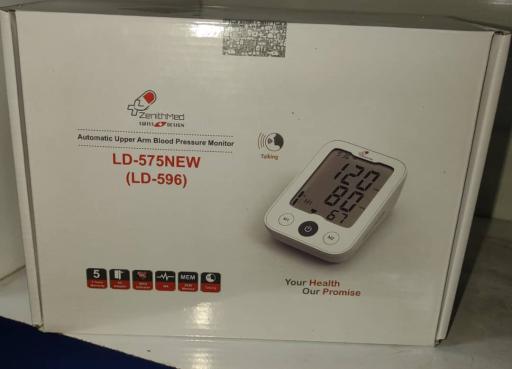 ZenithMed
SWISS DESIGN
Automatic Upper Arm Blood Pressure Monitor
LD-575NEW
(LD-596)
Talking
120
80
67
M1
M2
Your Health
Our Promise
5
MEM
Talking